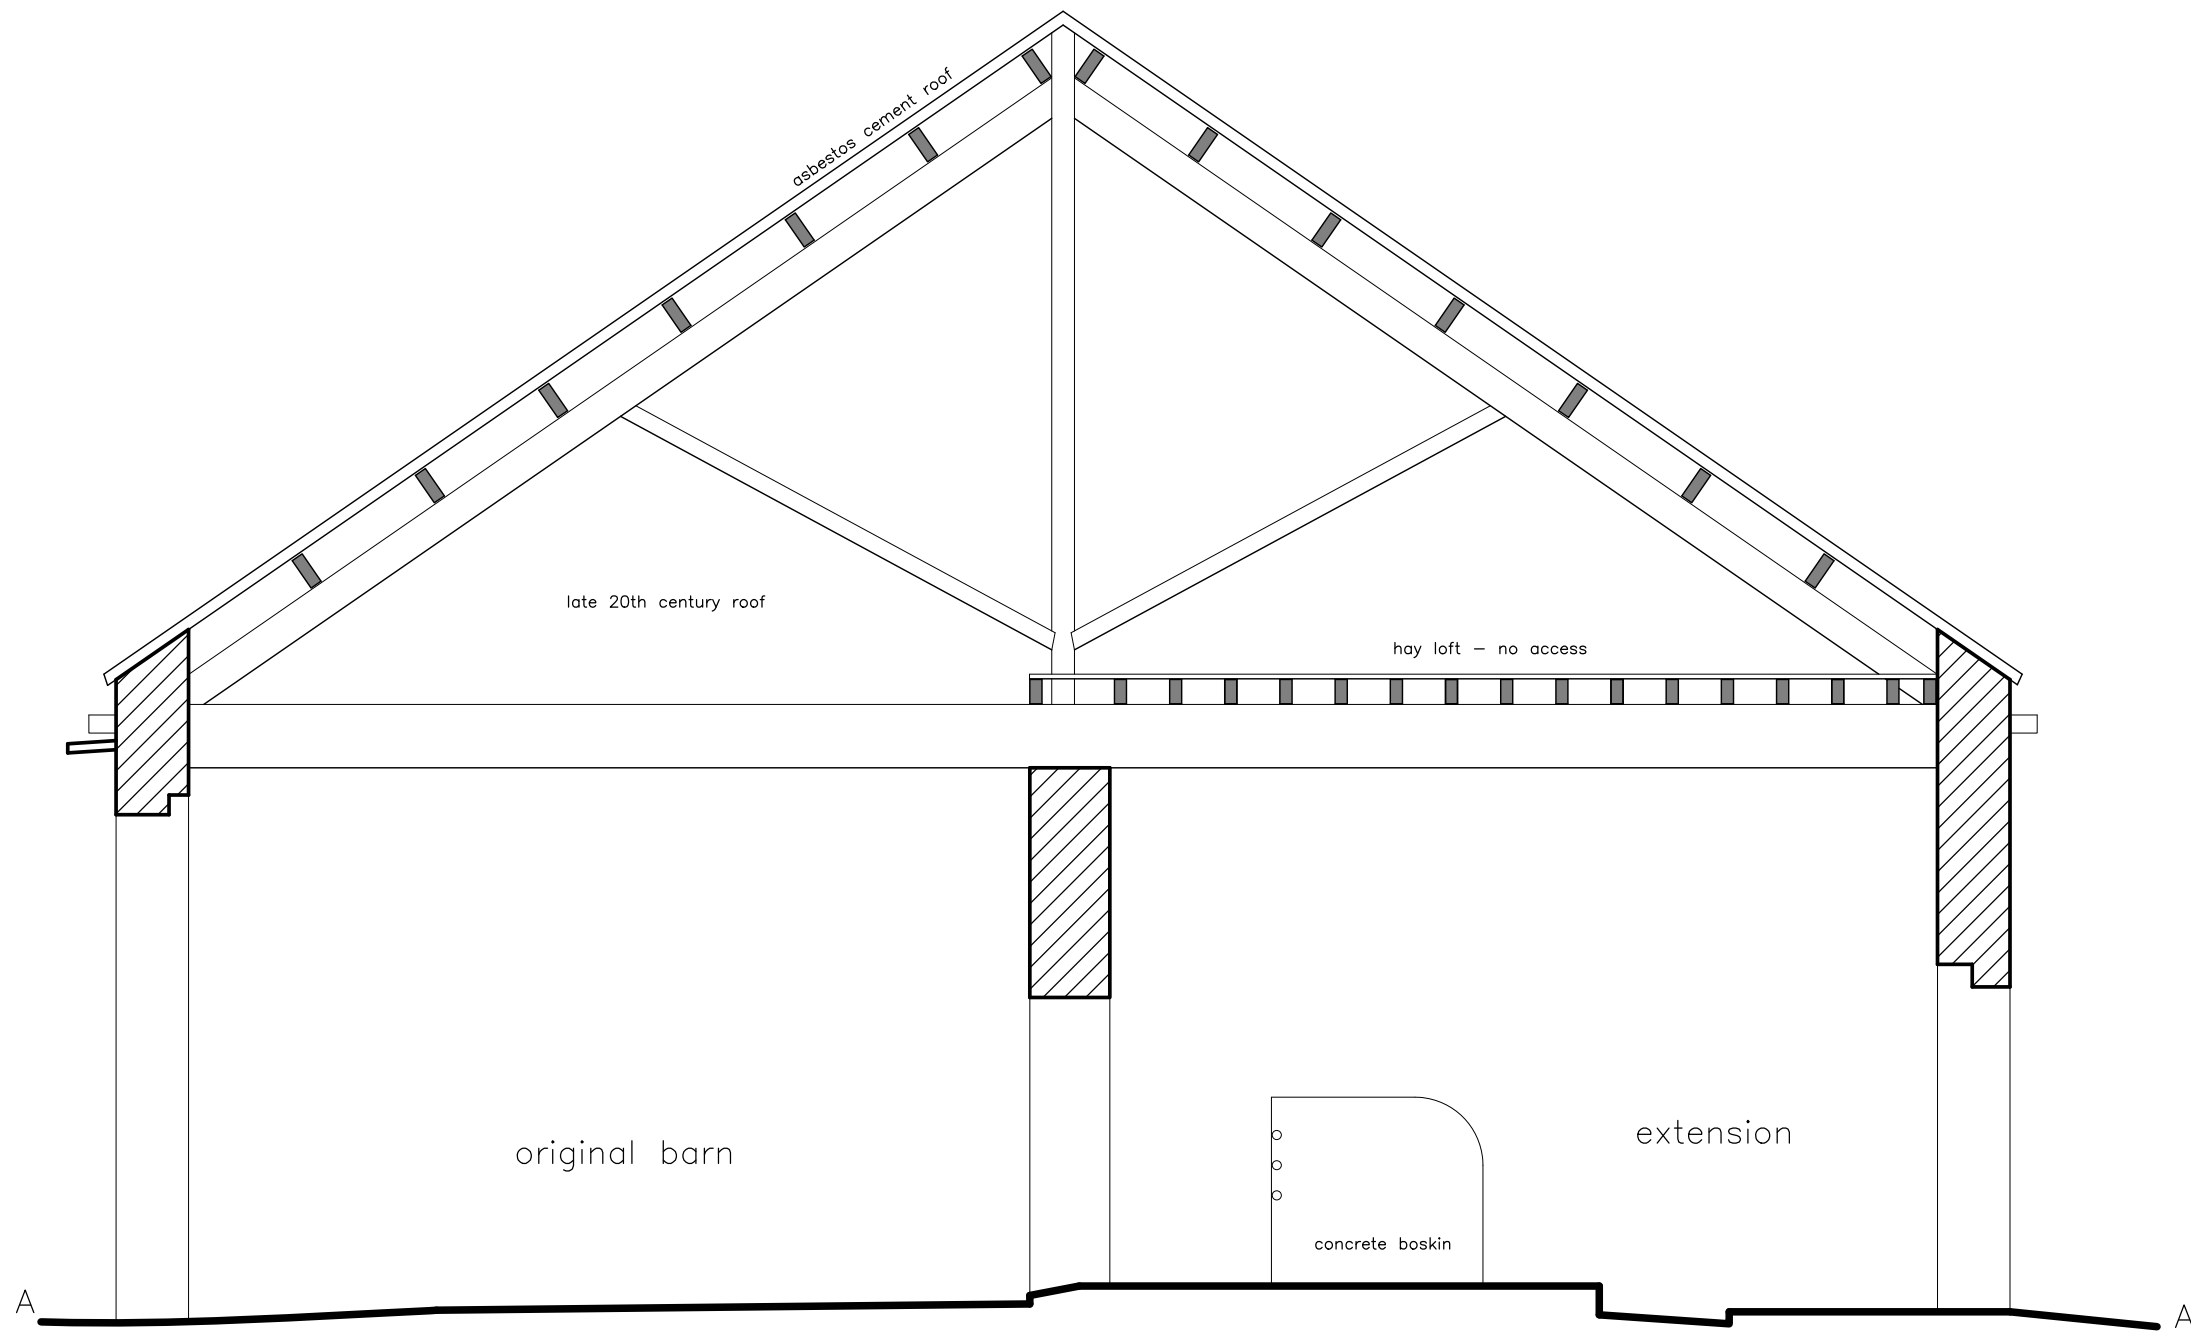 asbestos cement roof
late 20th century roof
hay loft – no access
original barn
extension
concrete boskin
A
A